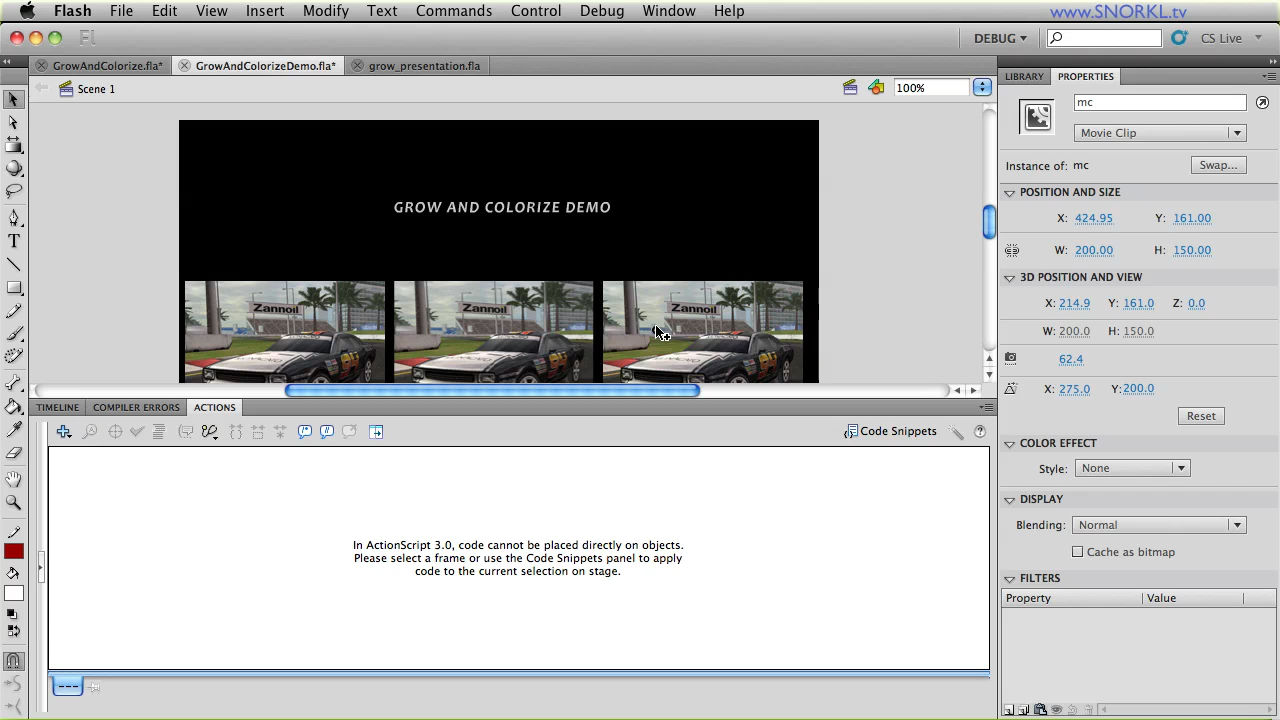 Flash File Edit View Insert Modify Text Commands Control Debug Window Help
www.SNORKL.tv
Fl
DEBUG
CS Live
GrowAndColorize.fla*
GrowAndColorizeDemo.fla*
grow_presentation.fla
Scene 1
100%
GROW AND COLORIZE DEMO
Zannoil
Zannoil
Zannoil
TIMELINE
COMPILER ERRORS
ACTIONS
Code Snippets
In ActionScript 3.0, code cannot be placed directly on objects.
Please select a frame or use the Code Snippets panel to apply
code to the current selection on stage.
LIBRARY
PROPERTIES
mc
Movie Clip
Instance of: mc
Swap...
POSITION AND SIZE
X: 424.95 Y: 161.00
W: 200.00 H: 150.00
3D POSITION AND VIEW
X: 214.9 Y: 161.0 Z: 0.0
W: 200.0 H: 150.0
62.4
X: 275.0 Y: 200.0
Reset
COLOR EFFECT
Style: None
DISPLAY
Blending: Normal
Cache as bitmap
FILTERS
Property Value